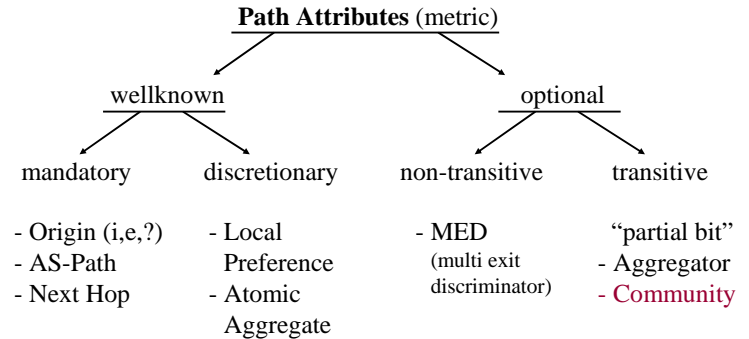 Path Attributes (metric)
wellknown
optional
mandatory
discretionary
non-transitive
transitive
- Origin (i,e,?)
- AS-Path
- Next Hop
- Local
Preference
- Atomic
Aggregate
- MED
(multi exit
discriminator)
“partial bit”
- Aggregator
- Community